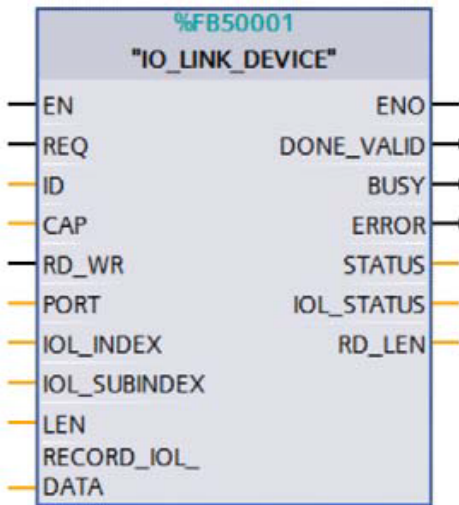 %FB50001
"IO_LINK_DEVICE"
EN ENO
REQ DONE_VALID
ID BUSY
CAP ERROR
RD_WR STATUS
PORT IOL_STATUS
IOL_INDEX RD_LEN
IOL_SUBINDEX
LEN
RECORD_IOL_
DATA